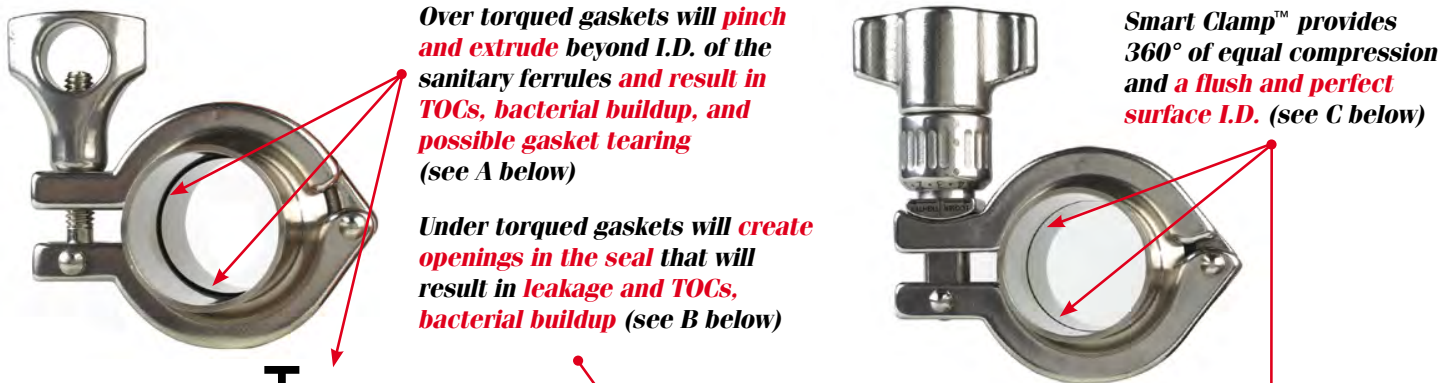 Over torqued gaskets will pinch
and extrude beyond I.D. of the
sanitary ferrules and result in
TOCs, bacterial buildup, and
possible gasket tearing
(see A below)
Under torqued gaskets will create
openings in the seal that will
result in leakage and TOCs,
bacterial buildup (see B below)
Smart Clamp™ provides
360° of equal compression
and a flush and perfect
surface I.D. (see C below)